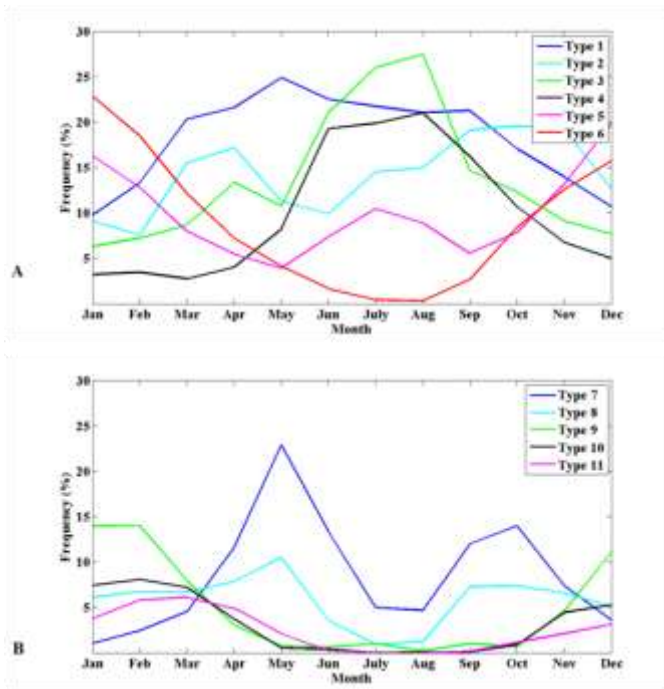 30
25
20
15
10
5
Frequency (%)
Type 1
Type 2
Type 3
Type 4
Type 5
Type 6
A
Jan Feb Mar Apr May Jun July Aug Sep Oct Nov Dec
Month
30
25
20
15
10
5
Frequency (%)
Type 7
Type 8
Type 9
Type 10
Type 11
B
Jan Feb Mar Apr May Jun July Aug Sep Oct Nov Dec
Month